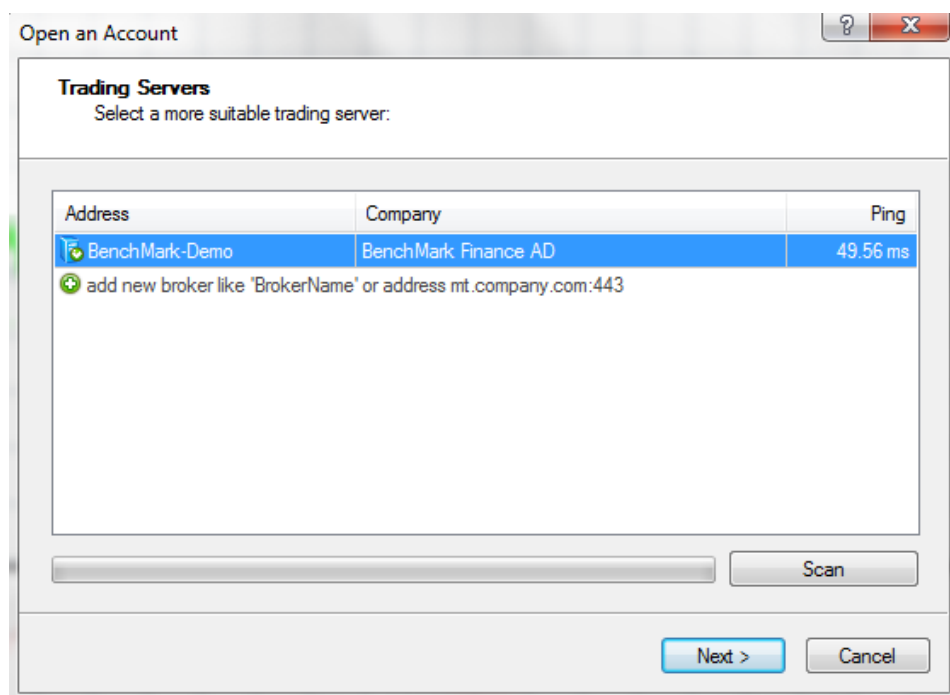 Open an Account
Trading Servers
Select a more suitable trading server:
Address Company Ping
BenchMark-Demo BenchMark Finance AD 49.56 ms
add new broker like 'BrokerName' or address mt.company.com:443
Scan
Next > Cancel